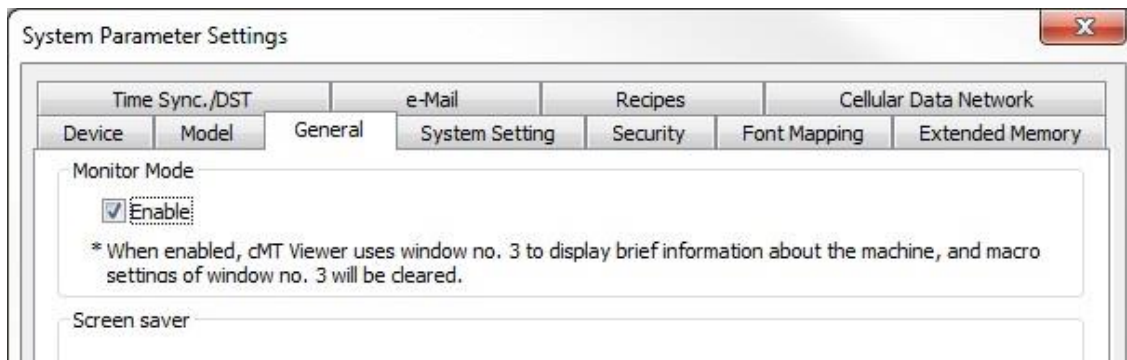 System Parameter Settings
Time Sync./DST e-Mail Recipes Cellular Data Network
Device Model General System Setting Security Font Mapping Extended Memory
Monitor Mode
Enable
* When enabled, cMT Viewer uses window no. 3 to display brief information about the machine, and macro
settings of window no. 3 will be cleared.
Screen saver